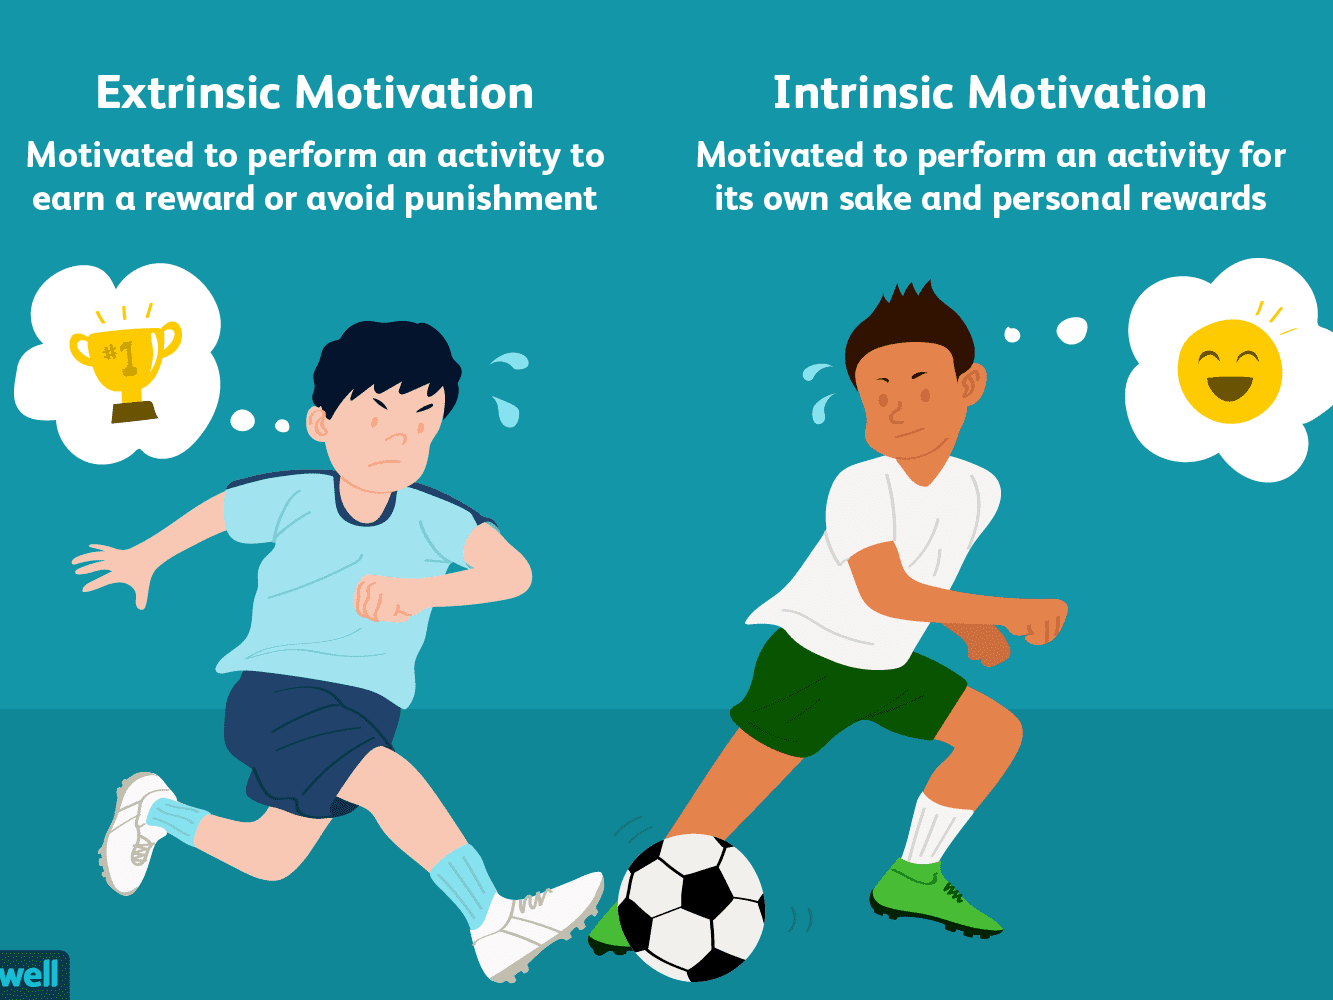 Extrinsic Motivation
Motivated to perform an activity to
earn a reward or avoid punishment
Intrinsic Motivation
Motivated to perform an activity for
its own sake and personal rewards
#1
well